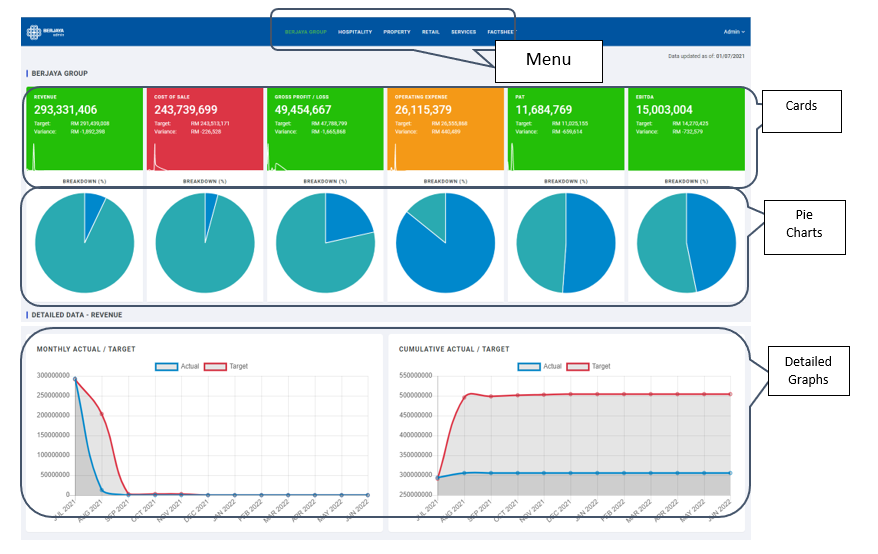 BERJAYA
BERJAYA GROUP HOSPITALITY PROPERTY RETAIL SERVICES FACTSHEET
Admin
Menu
Data updated as of: 01/07/2021
BERJAYA GROUP
REVENUE
293,331,406
Target: RM 291,439,008
Variance: RM -1,892,398
BREAKDOWN (%)
COST OF SALE
243,739,699
Target: RM 243,513,171
Variance: RM -226,528
BREAKDOWN (%)
GROSS PROFIT / LOSS
49,454,667
Target: RM 47,788,799
Variance: RM -1,665,868
BREAKDOWN (%)
OPERATING EXPENSE
26,115,379
Target: RM 26,555,868
Variance: RM 440,489
BREAKDOWN (%)
PAT
11,684,769
Target: RM 11,025,155
Variance: RM -659,614
BREAKDOWN (%)
EBITDA
15,003,004
Target: RM 14,270,425
Variance: RM -732,579
BREAKDOWN (%)
Cards
Pie
Charts
DETAILED DATA - REVENUE
MONTHLY ACTUAL / TARGET
Actual Target
300000000
250000000
200000000
150000000
100000000
50000000
0
JUL 2021 AUG 2021 SEP 2021 OCT 2021 NOV 2021 DEC 2021 JAN 2022 FEB 2022 MAR 2022 APR 2022 MAY 2022 JUN 2022
CUMULATIVE ACTUAL / TARGET
Actual Target
550000000
500000000
450000000
400000000
350000000
300000000
250000000
JUL 2021 AUG 2021 SEP 2021 OCT 2021 NOV 2021 DEC 2021 JAN 2022 FEB 2022 MAR 2022 APR 2022 MAY 2022 JUN 2022
Detailed
Graphs